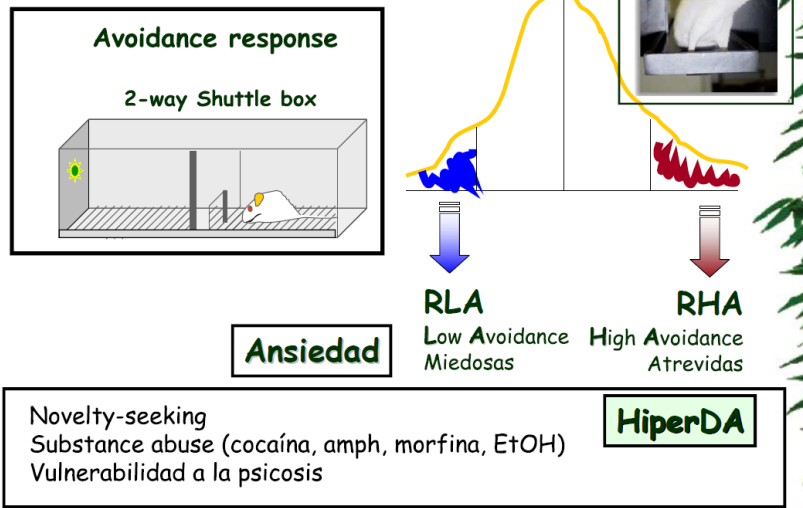 Avoidance response
2-way Shuttle box
RLA
Low Avoidance
Miedosas
RHA
High Avoidance
Atrevidas
Ansiedad
HiperDA
Novelty-seeking
Substance abuse (cocaína, amph, morfina, EtOH)
Vulnerabilidad a la psicosis